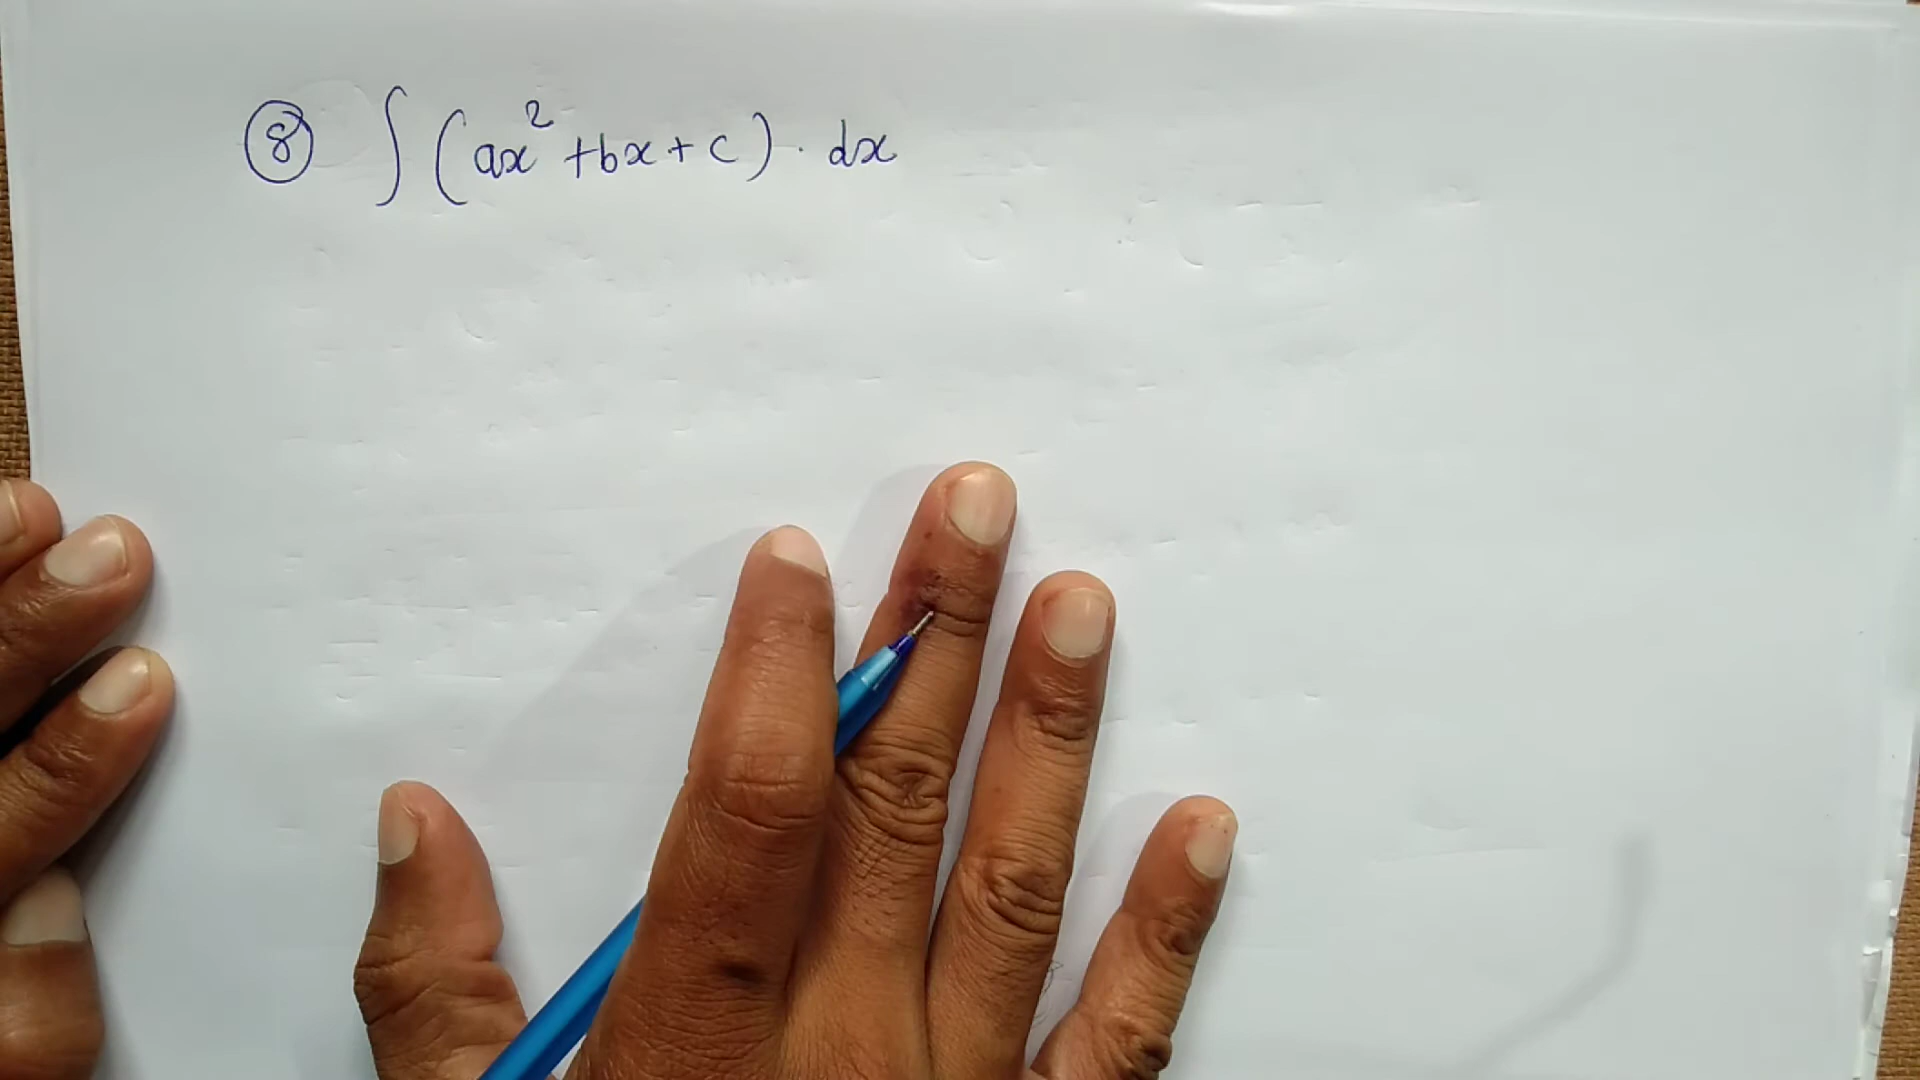 ⑧ ∫ (ax² + bx + c) · dx